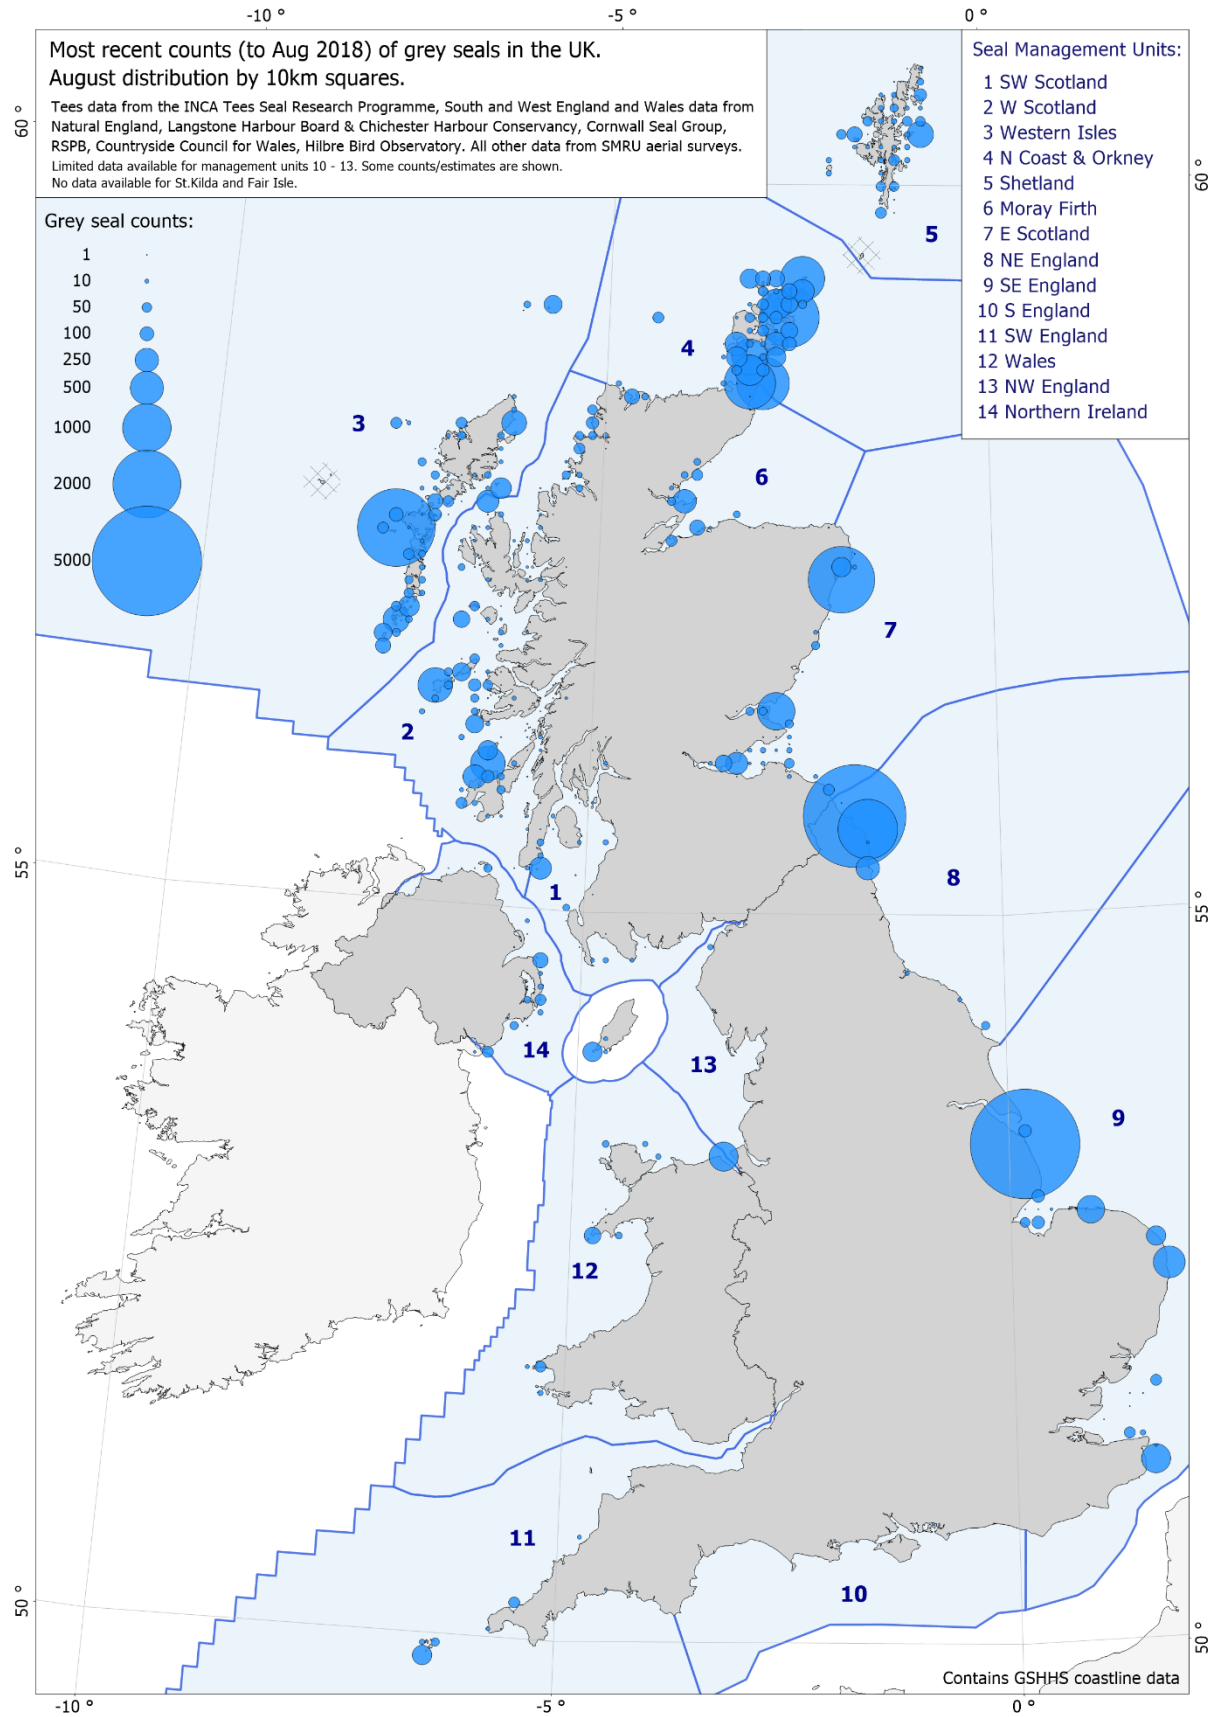 -10 °
-5 °
0 °
Most recent counts (to Aug 2018) of grey seals in the UK.
August distribution by 10km squares.
Tees data from the INCA Tees Seal Research Programme, South and West England and Wales data from
Natural England, Langstone Harbour Board & Chichester Harbour Conservancy, Cornwall Seal Group,
RSPB, Countryside Council for Wales, Hilbre Bird Observatory. All other data from SMRU aerial surveys.
Limited data available for management units 10 - 13. Some counts/estimates are shown.
No data available for St.Kilda and Fair Isle.
Seal Management Units:
1 SW Scotland
2 W Scotland
3 Western Isles
4 N Coast & Orkney
5 Shetland
6 Moray Firth
7 E Scotland
8 NE England
9 SE England
10 S England
11 SW England
12 Wales
13 NW England
14 Northern Ireland
60 °
60 °
Grey seal counts:
1
10
50
100
250
500
1000
2000
5000
5
4
3
6
7
2
55 °
55 °
8
1
14
13
9
12
11
10
50 °
50 °
Contains GSHHS coastline data
-10 °
-5 °
0 °